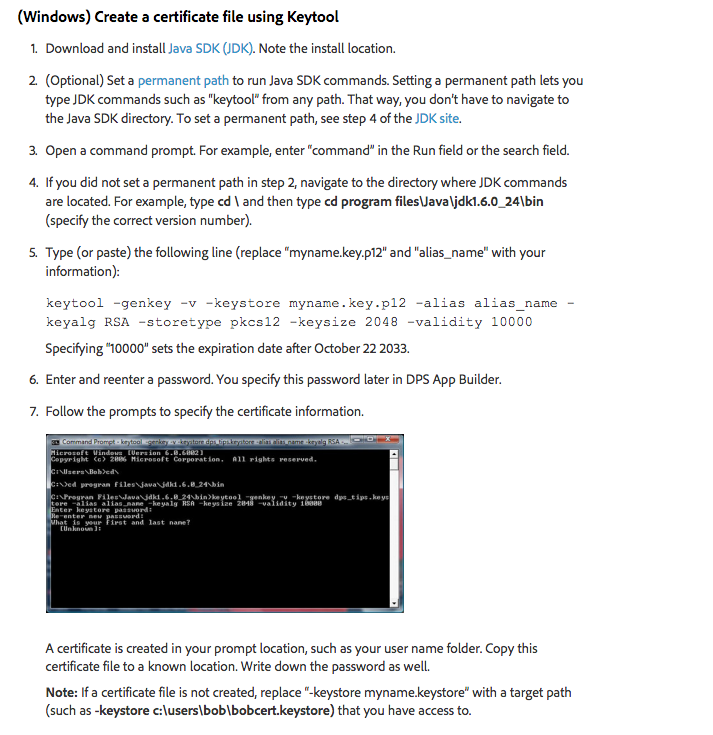 (Windows) Create a certificate file using Keytool
1. Download and install Java SDK (JDK). Note the install location.
2. (Optional) Set a permanent path to run Java SDK commands. Setting a permanent path lets you
type JDK commands such as "keytool" from any path. That way, you don't have to navigate to
the Java SDK directory. To set a permanent path, see step 4 of the JDK site.
3. Open a command prompt. For example, enter "command" in the Run field or the search field.
4. If you did not set a permanent path in step 2, navigate to the directory where JDK commands
are located. For example, type cd \ and then type cd program files\Java\jdk1.6.0_24\bin
(specify the correct version number).
5. Type (or paste) the following line (replace "myname.key.p12" and "alias_name" with your
information):
keytool -genkey -v -keystore myname.key.p12 -alias alias_name -
keyalg RSA -storetype pkcs12 -keysize 2048 -validity 10000
Specifying "10000" sets the expiration date after October 22 2033.
6. Enter and reenter a password. You specify this password later in DPS App Builder.
7. Follow the prompts to specify the certificate information.
Command Prompt - keytool -genkey -v -keystore dps_tips.keystore -alias alias_name -keyalg RSA -...
Microsoft Windows [Version 6.0.6002]
Copyright (c) 2006 Microsoft Corporation. All rights reserved.
C:\Users\Bob>cd\
C:\>cd program files\java\jdk1.6.0_24\bin
C:\Program Files\Java\jdk1.6.0_24\bin>keytool -genkey -v -keystore dps_tips.keys
tore -alias alias_name -keyalg RSA -keysize 2048 -validity 10000
Enter keystore password:
Re-enter new password:
What is your first and last name?
[Unknown]:
A certificate is created in your prompt location, such as your user name folder. Copy this
certificate file to a known location. Write down the password as well.
Note: If a certificate file is not created, replace "-keystore myname.keystore" with a target path
(such as -keystore c:\users\bob\bobcert.keystore) that you have access to.